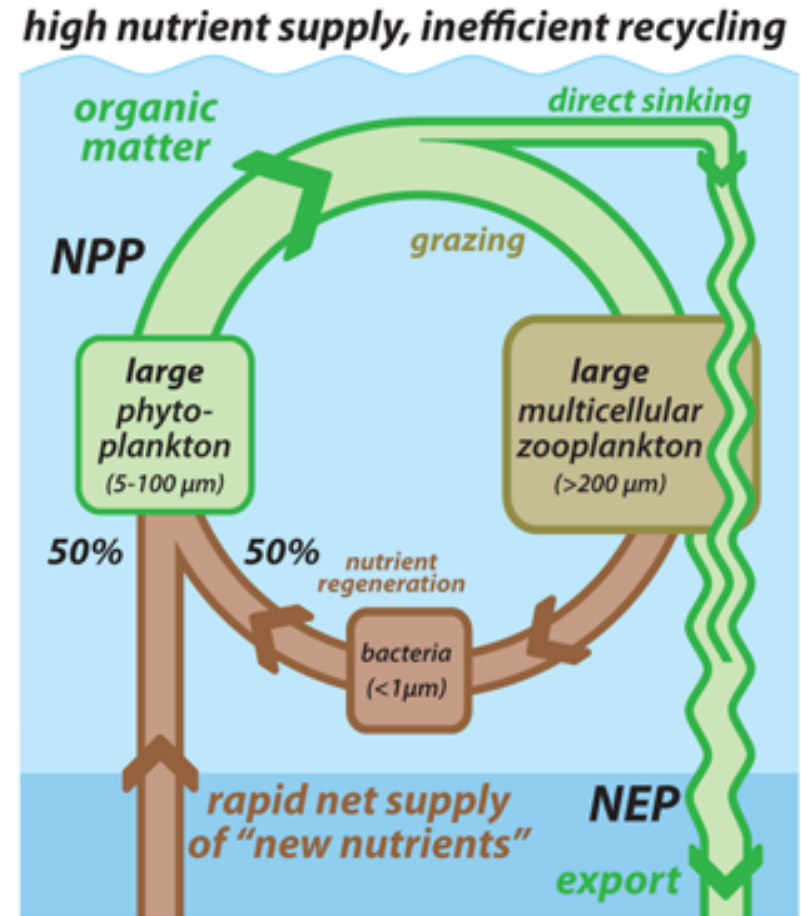 high nutrient supply, inefficient recycling
direct sinking
organic
matter
grazing
NPP
large
phyto-
plankton
(5-100 µm)
large
multicellular
zooplankton
(>200 µm)
50%
50%
nutrient
regeneration
bacteria
(<1µm)
rapid net supply
of “new nutrients”
NEP
export